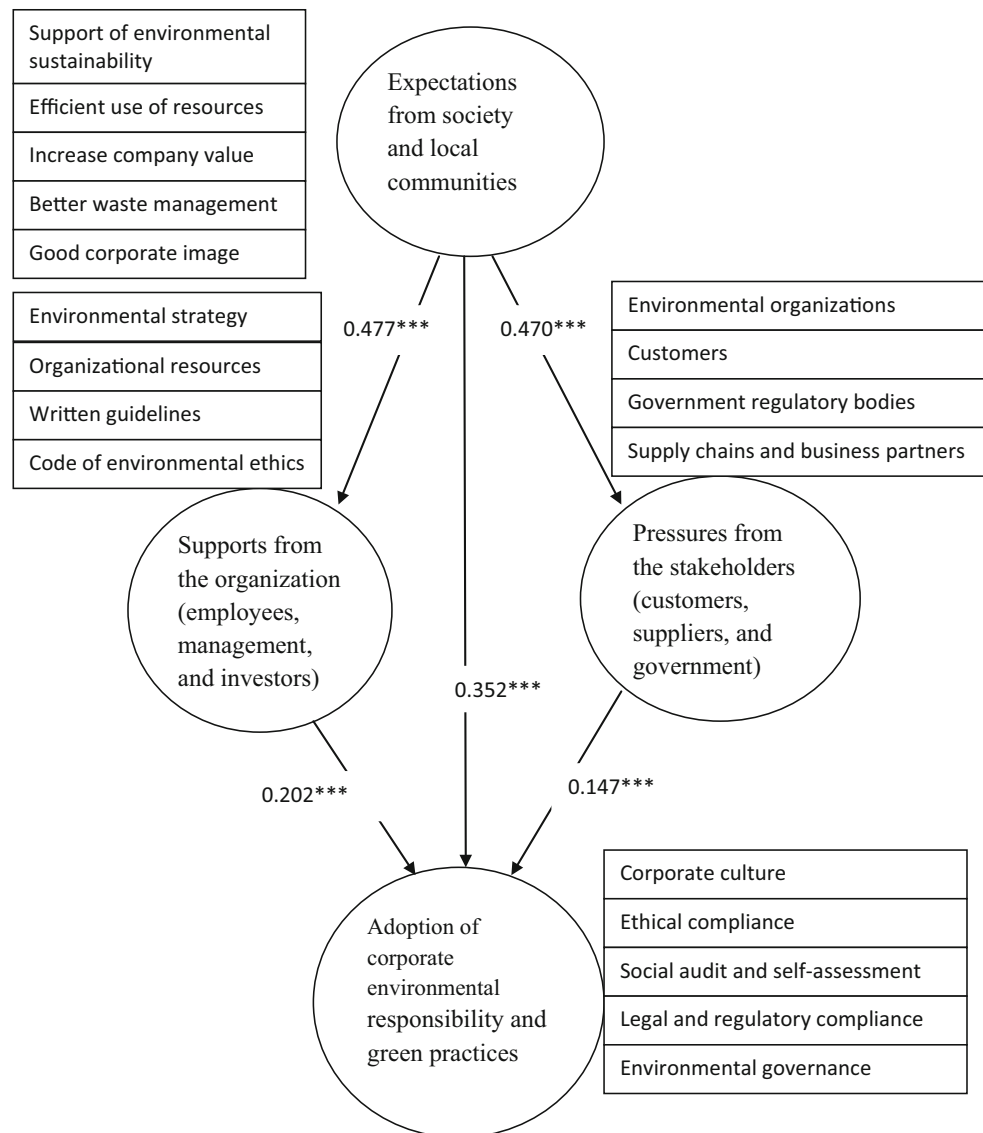 Support of environmental
sustainability
Efficient use of resources
Increase company value
Better waste management
Good corporate image
Expectations
from society
and local
communities
Environmental strategy
Organizational resources
Written guidelines
Code of environmental ethics
0.477***
0.470***
Environmental organizations
Customers
Government regulatory bodies
Supply chains and business partners
Supports from
the organization
(employees,
management,
and investors)
Pressures from
the stakeholders
(customers,
suppliers, and
government)
0.352***
0.202***
0.147***
Adoption of
corporate
environmental
responsibility and
green practices
Corporate culture
Ethical compliance
Social audit and self-assessment
Legal and regulatory compliance
Environmental governance